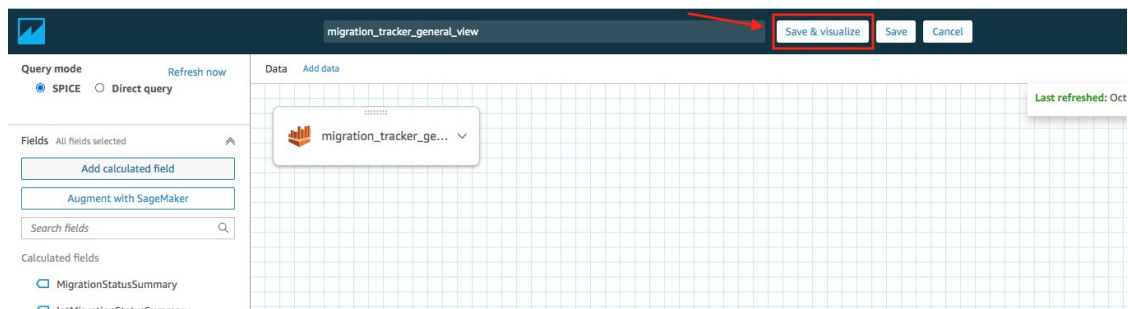 migration_tracker_general_view
Save & visualize
Save
Cancel
Query mode
Refresh now
SPICE
Direct query
Data
Add data
Last refreshed: Oct
migration_tracker_ge...
Fields All fields selected
Add calculated field
Augment with SageMaker
Search fields
Calculated fields
MigrationStatusSummary